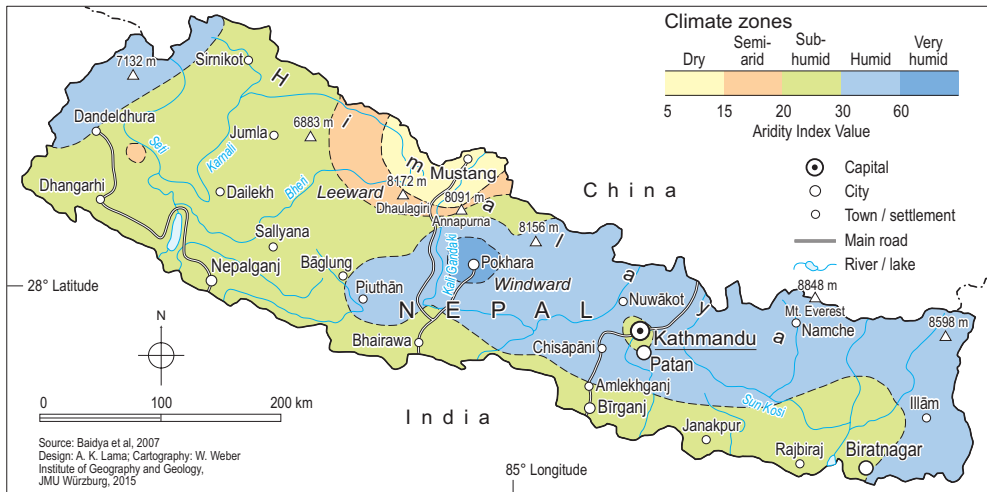 Climate zones
Dry
Semi-
arid
Sub-
humid
Humid
Very
humid
5 15 20 30 60
Aridity Index Value
Capital
City
Town / settlement
Main road
River / lake
7132 m
Sirnikot
H
i
m
a
l
a
y
a
Dandeldhura
Jumla
6883 m
Seti
Karnali
Bheri
Mustang
China
Dhangarhi
Dailekh
Leeward
8172 m
Dhaulagiri
8091 m
Annapurna
8156 m
Sallyana
Nepalganj
Bāglung
Kali Gandaki
Pokhara
Windward
28° Latitude
Piuthān
NEPAL
Nuwākot
8848 m
Mt. Everest
Namche
8598 m
Kathmandu
Patan
Bhairawa
Chisāpāni
N
Amlekhganj
Bīrganj
Sun-Kosi
Illām
0 100 200 km
India
Janakpur
Rajbiraj
Biratnagar
Source: Baidya et al, 2007
Design: A. K. Lama; Cartography: W. Weber
Institute of Geography and Geology,
JMU Würzburg, 2015
85° Longitude